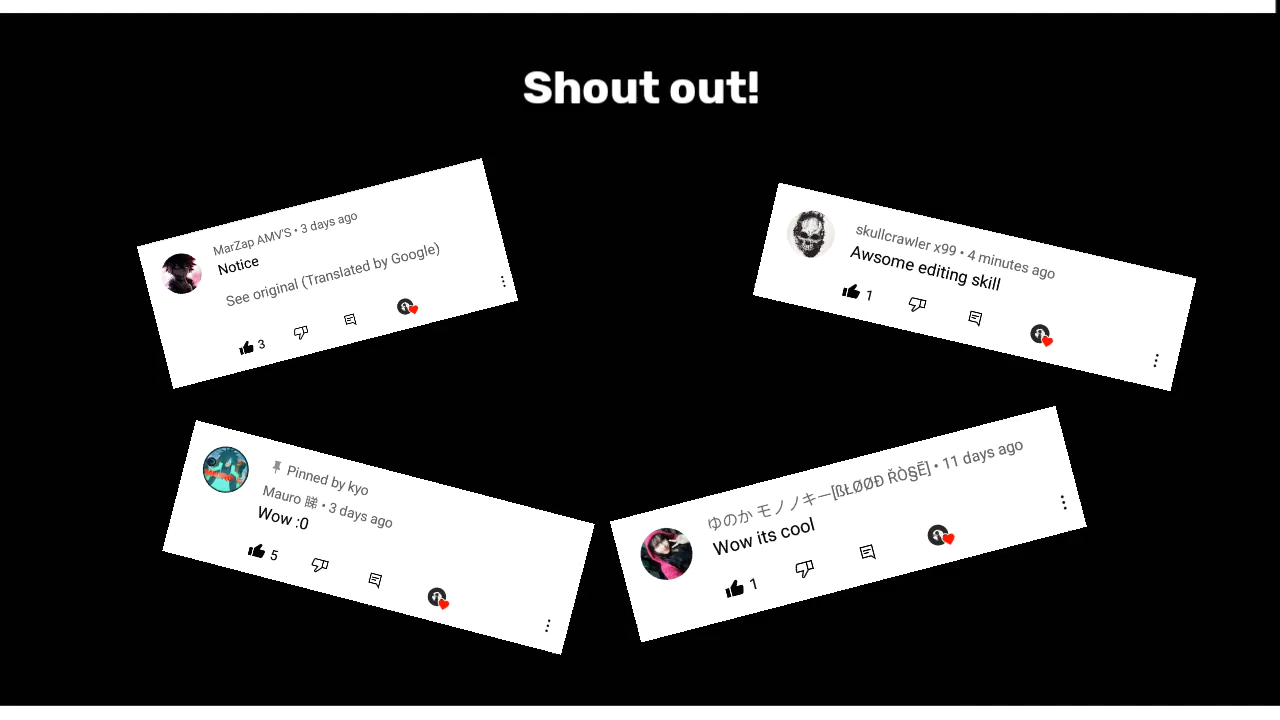 Shout out!
MarZap AMV'S • 3 days ago
Notice
See original (Translated by Google)
3
skullcrawler x99 • 4 minutes ago
Awsome editing skill
1
Pinned by kyo
Mauro 睇 • 3 days ago
Wow :0
5
ゆのか モノノキー[ßŁØØĐ ŘÒ§Ē] • 11 days ago
Wow its cool
1